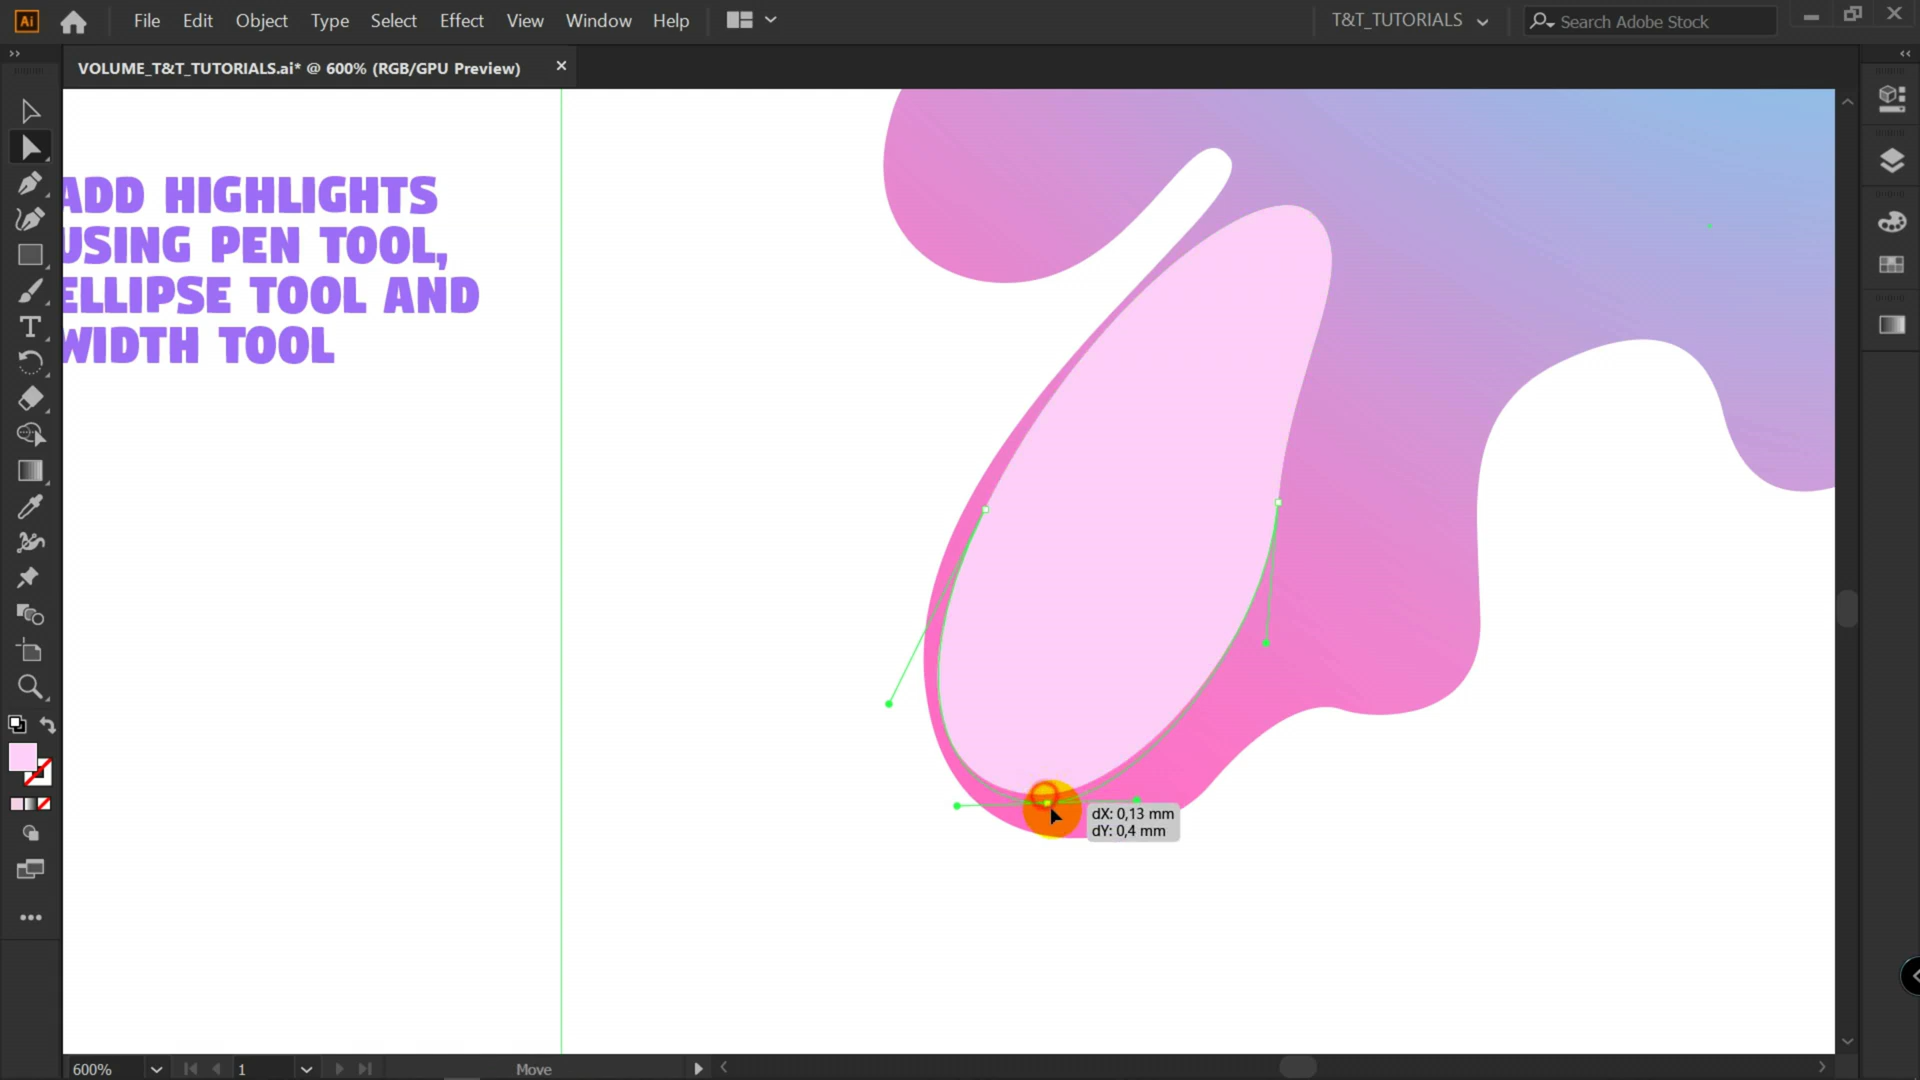 Ai File Edit Object Type Select Effect View Window Help T&T_TUTORIALS Search Adobe Stock
VOLUME_T&T_TUTORIALS.ai* @ 600% (RGB/GPU Preview)
ADD HIGHLIGHTS
USING PEN TOOL,
ELLIPSE TOOL AND
WIDTH TOOL
dX: 0,13 mm
dY: 0,4 mm
600% 1 Move